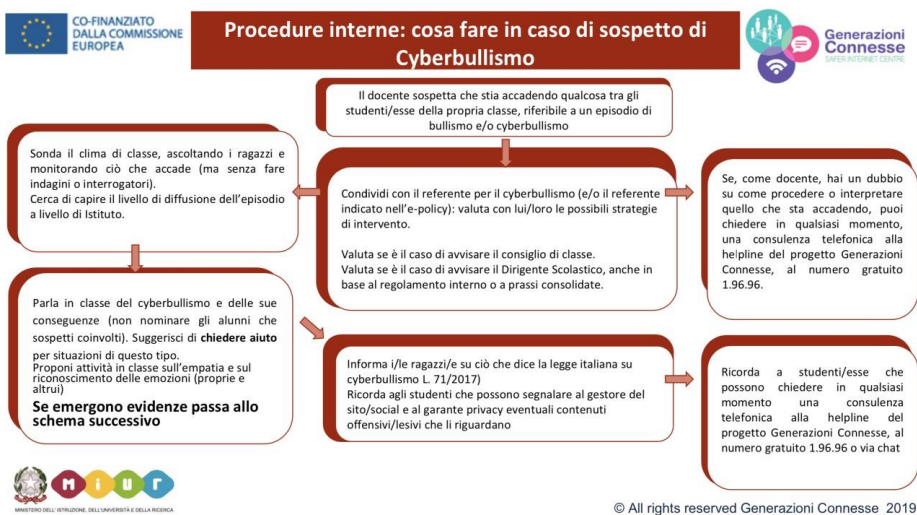 CO-FINANZIATO
DALLA COMMISSIONE
EUROPEA
Procedure interne: cosa fare in caso di sospetto di
Cyberbullismo
Generazioni
Connesse
SAFER INTERNET CENTRE
Il docente sospetta che stia accadendo qualcosa tra gli
studenti/esse della propria classe, riferibile a un episodio di
bullismo e/o cyberbullismo
Sonda il clima di classe, ascoltando i ragazzi e
monitorando ciò che accade (ma senza fare
indagini o interrogatori).
Cerca di capire il livello di diffusione dell'episodio
a livello di Istituto.
Condividi con il referente per il cyberbullismo (e/o il referente
indicato nell'e-policy): valuta con lui/loro le possibili strategie
di intervento.
Valuta se è il caso di avvisare il consiglio di classe.
Valuta se è il caso di avvisare il Dirigente Scolastico, anche in
base al regolamento interno o a prassi consolidate.
Se, come docente, hai un dubbio
su come procedere o interpretare
quello che sta accadendo, puoi
chiedere in qualsiasi momento,
una consulenza telefonica alla
helpline del progetto Generazioni
Connesse, al numero gratuito
1.96.96.
Parla in classe del cyberbullismo e delle sue
conseguenze (non nominare gli alunni che
sospetti coinvolti). Suggerisci di chiedere aiuto
per situazioni di questo tipo.
Proponi attività in classe sull'empatia e sul
riconoscimento delle emozioni (proprie e
altrui)
Se emergono evidenze passa allo
schema successivo
Informa i/le ragazzi/e su ciò che dice la legge italiana su
cyberbullismo L. 71/2017)
Ricorda agli studenti che possono segnalare al gestore del
sito/social e al garante privacy eventuali contenuti
offensivi/lesivi che li riguardano
Ricorda a studenti/esse che
possono chiedere in qualsiasi
momento una consulenza
telefonica alla helpline del
progetto Generazioni Connesse, al
numero gratuito 1.96.96 o via chat
miur
MINISTERO DELL'ISTRUZIONE, DELL'UNIVERSITÀ E DELLA RICERCA
© All rights reserved Generazioni Connesse 2019